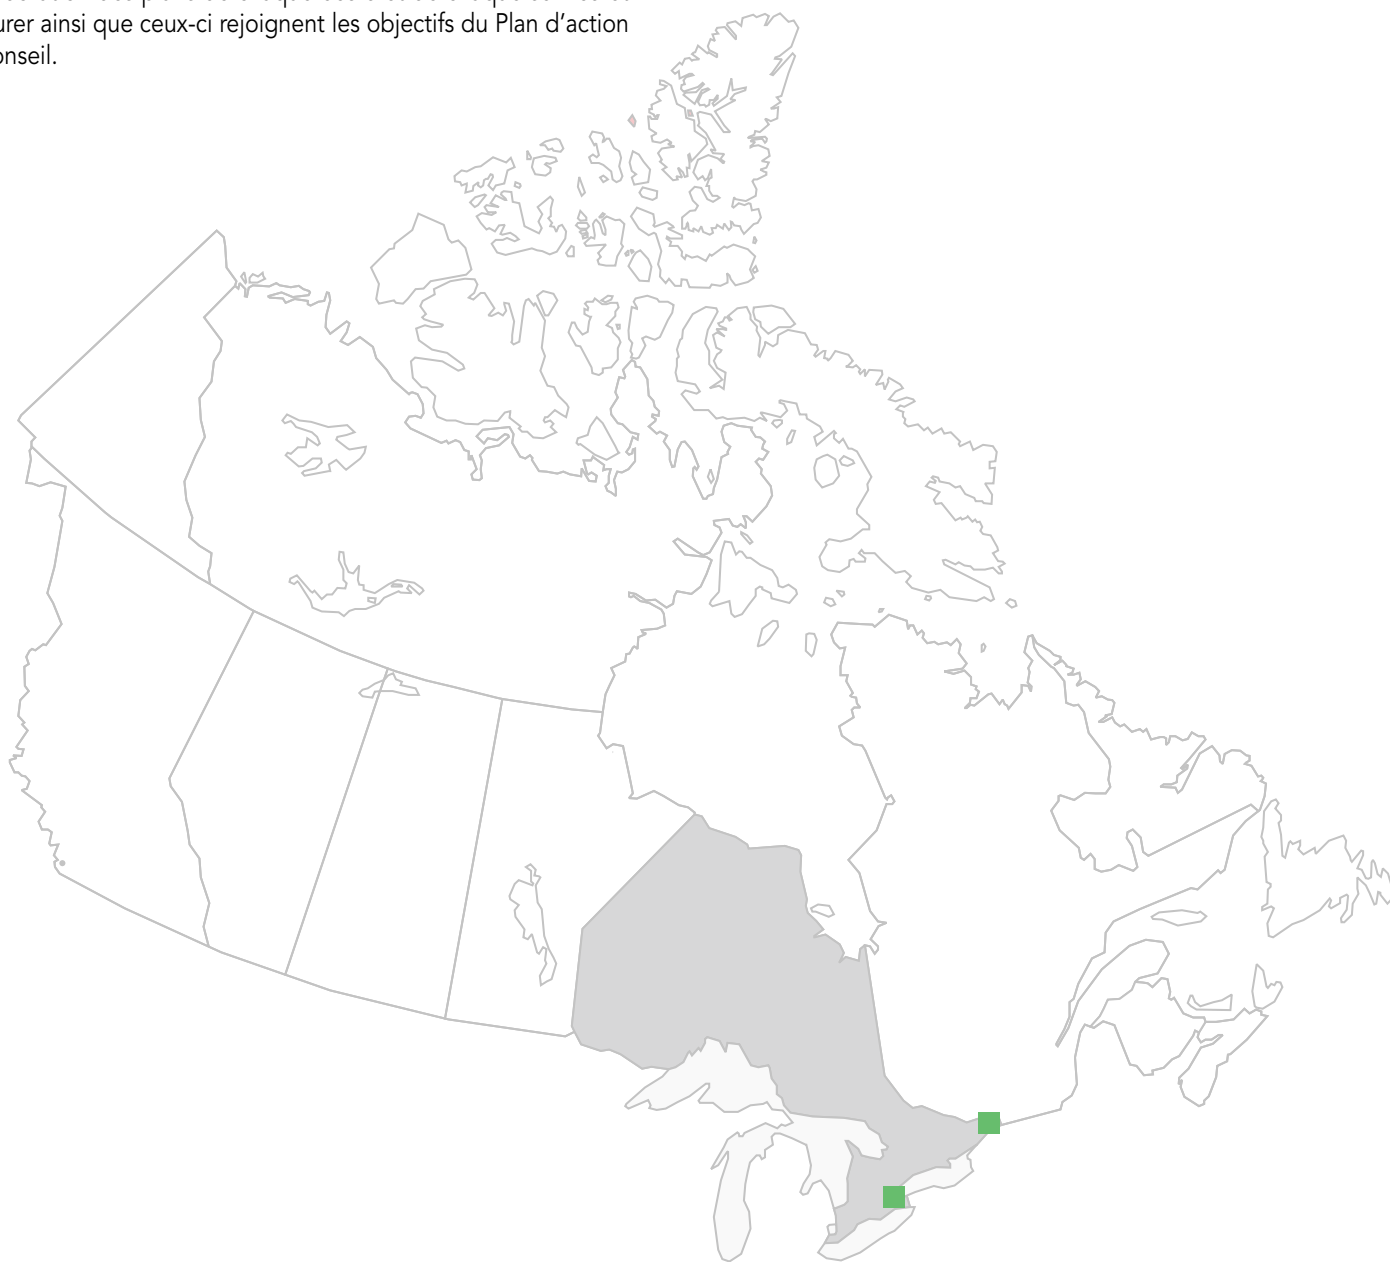 urer ainsi que ceux-ci rejoignent les objectifs du Plan d’action
onseil.